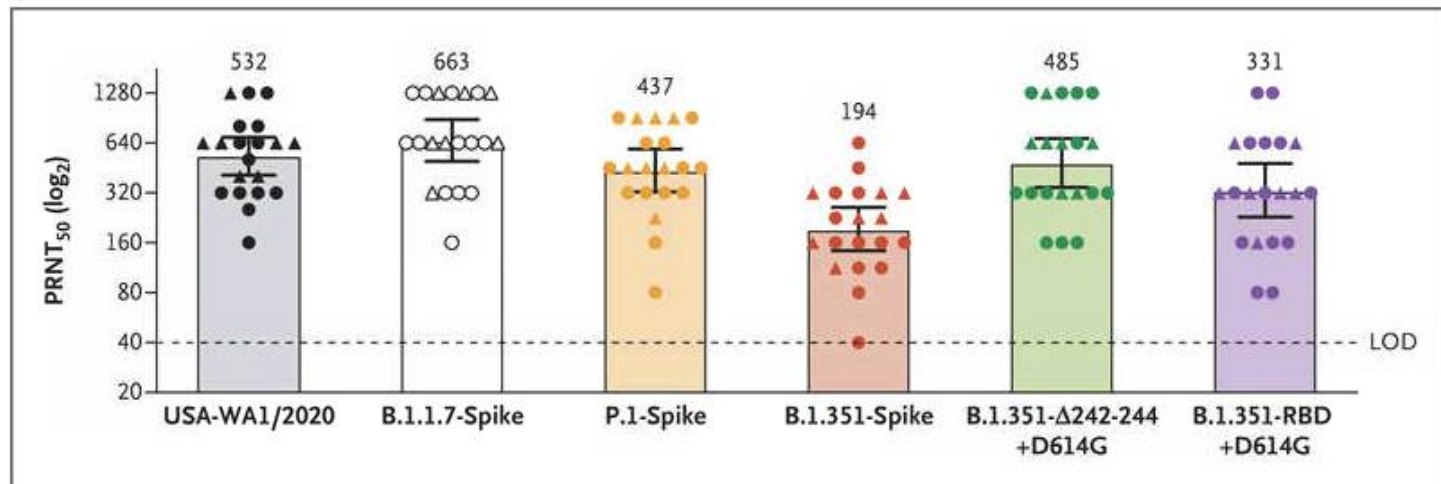 532
663
437
194
485
331
PRNT50 (log2)
1280
640
320
160
80
40
20
LOD
USA-WA1/2020
B.1.1.7-Spike
P.1-Spike
B.1.351-Spike
B.1.351-Δ242-244
+D614G
B.1.351-RBD
+D614G